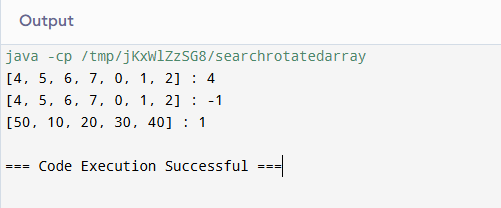 Output
java -cp /tmp/jKxWlZzSG8/searchrotatedarray
[4, 5, 6, 7, 0, 1, 2] : 4
[4, 5, 6, 7, 0, 1, 2] : -1
[50, 10, 20, 30, 40] : 1
=== Code Execution Successful ===